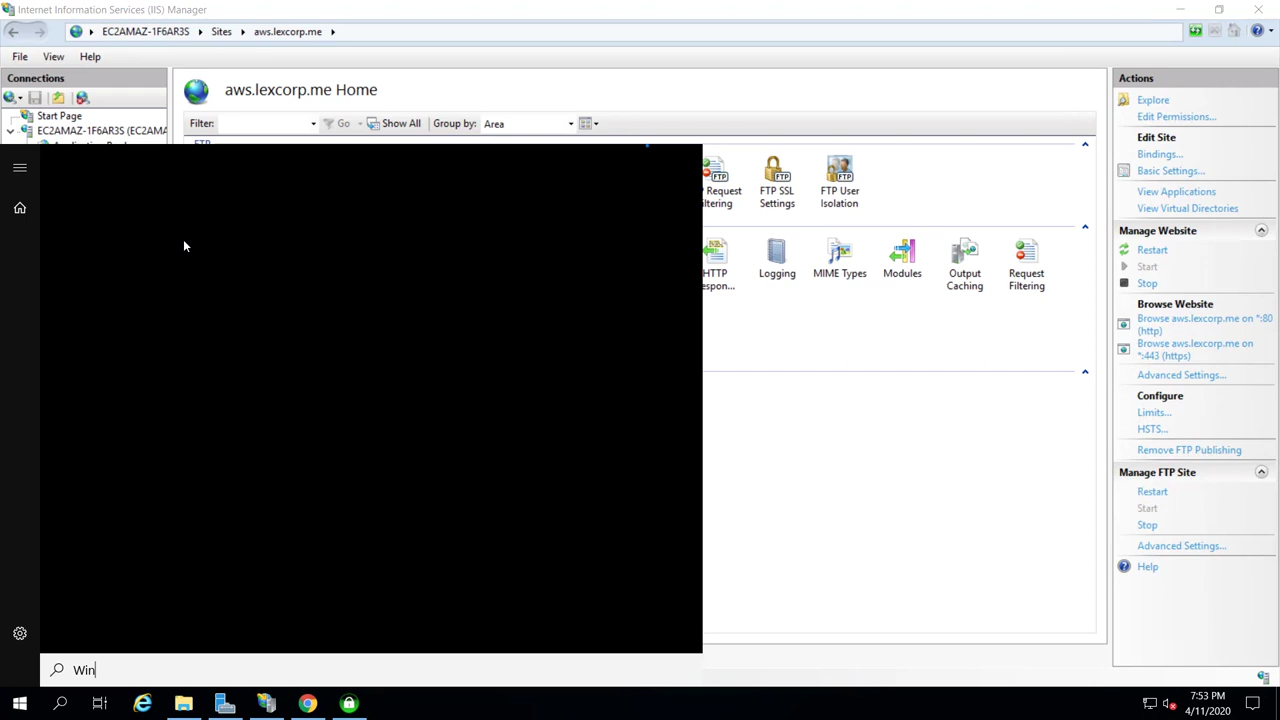 Internet Information Services (IIS) Manager
EC2AMAZ-1F6AR3S
Sites
aws.lexcorp.me
File
View
Help
Connections
Start Page
EC2AMAZ-1F6AR3S (EC2AMA
aws.lexcorp.me Home
Filter:
Go
Show All
Group by:
Area
Request
Filtering
FTP SSL
Settings
FTP User
Isolation
HTTP
Respon...
Logging
MIME Types
Modules
Output
Caching
Request
Filtering
Actions
Explore
Edit Permissions...
Edit Site
Bindings...
Basic Settings...
View Applications
View Virtual Directories
Manage Website
Restart
Start
Stop
Browse Website
Browse aws.lexcorp.me on *:80
(http)
Browse aws.lexcorp.me on
*:443 (https)
Advanced Settings...
Configure
Limits...
HSTS...
Remove FTP Publishing
Manage FTP Site
Restart
Start
Stop
Advanced Settings...
Help
Win
7:53 PM
4/11/2020